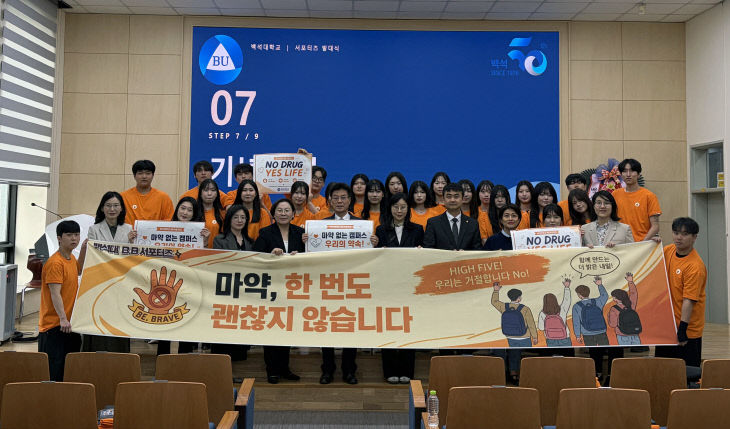 BU
백석대학교 | 서포터즈 발대식
백석
SINCE 1976
07
STEP 7 / 9
NO DRUG
YES LIFE
마약 없는 캠퍼스
우리의 약속!
마약 없는 캠퍼스
우리의 약속!
NO DRUG
BE. BRAVE
마약, 한 번도
괜찮지 않습니다
HIGH FIVE!
우리는 거절합니다 No!
함께 만드는
더 밝은 내일!